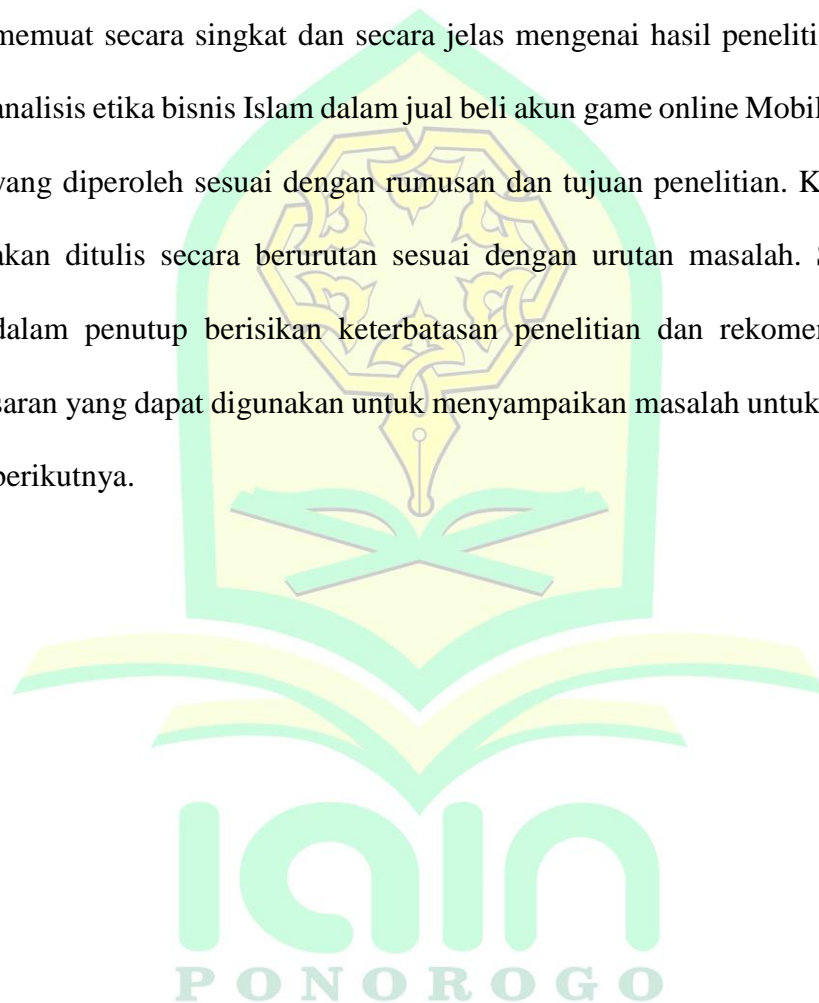 memuat secara singkat dan secara jelas mengenai hasil peneliti
analisis etika bisnis Islam dalam jual beli akun game online Mobil
yang diperoleh sesuai dengan rumusan dan tujuan penelitian. K
akan ditulis secara berurutan sesuai dengan urutan masalah. S
dalam penutup berisikan keterbatasan penelitian dan rekomen
saran yang dapat digunakan untuk menyampaikan masalah untuk
berikutnya.
iain
PONOROGO